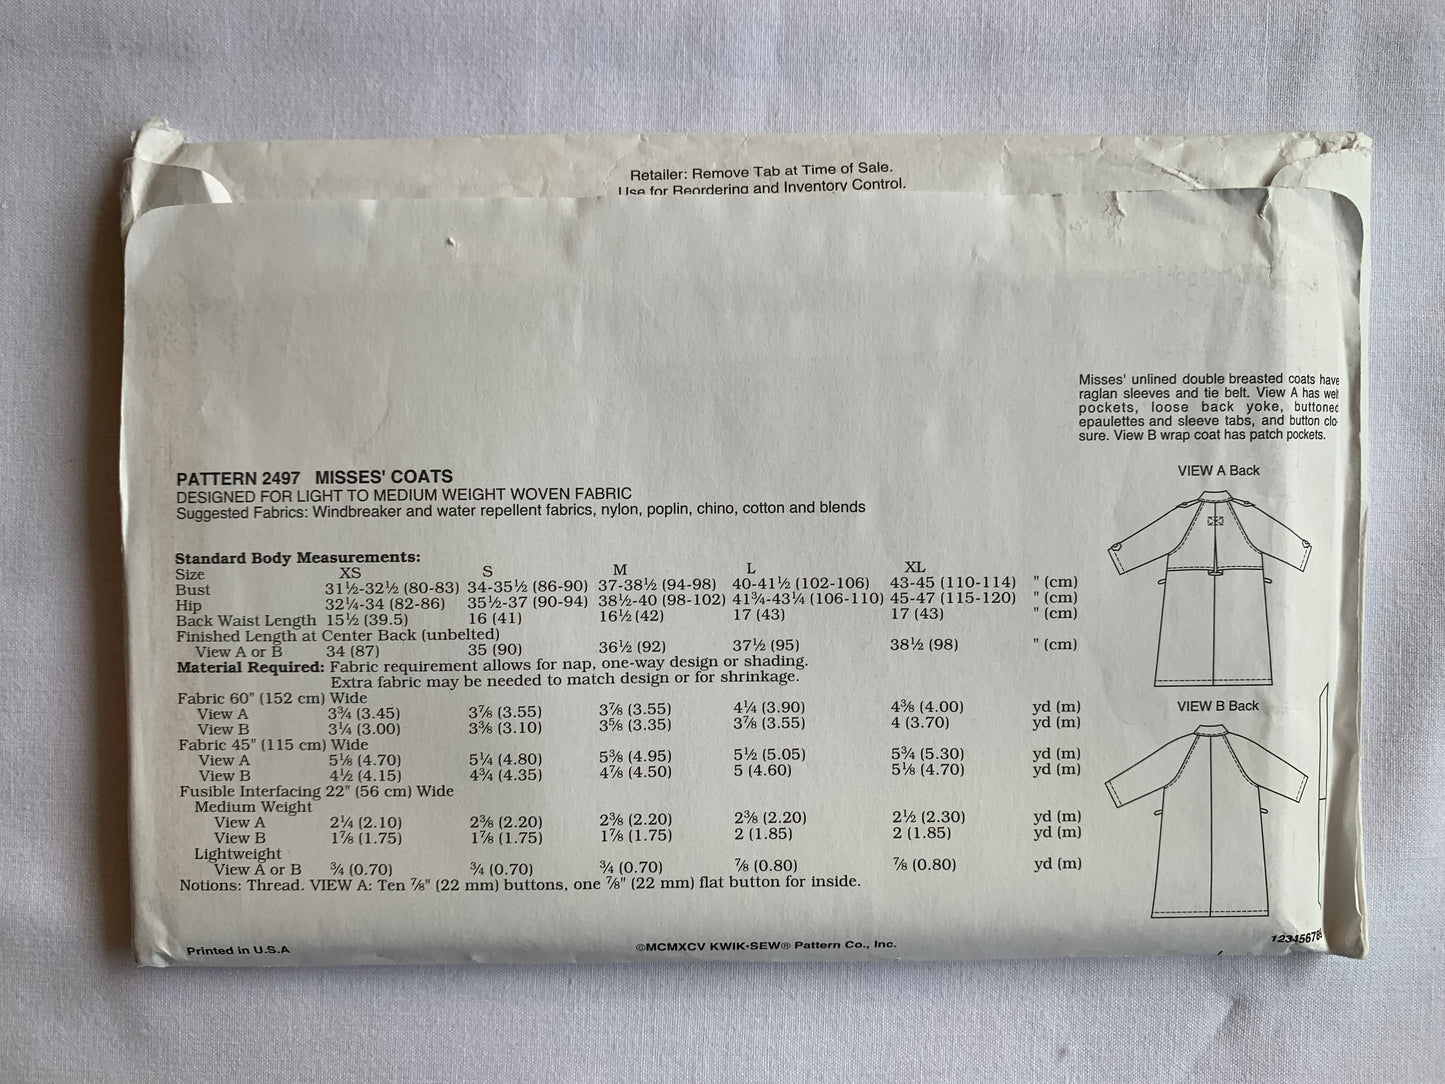 Retailer: Remove Tab at Time of Sale.
Use for Reordering and Inventory Control.
Misses' unlined double breasted coats have
raglan sleeves and tie belt. View A has welt
pockets, loose back yoke, buttoned
epaulettes and sleeve tabs, and button clo-
sure. View B wrap coat has patch pockets.
VIEW A Back
VIEW B Back
PATTERN 2497 MISSES' COATS
DESIGNED FOR LIGHT TO MEDIUM WEIGHT WOVEN FABRIC
Suggested Fabrics: Windbreaker and water repellent fabrics, nylon, poplin, chino, cotton and blends
Standard Body Measurements:
Size XS S M L XL
Bust 31½-32½ (80-83) 34-35½ (86-90) 37-38½ (94-98) 40-41½ (102-106) 43-45 (110-114) " (cm)
Hip 32¼-34 (82-86) 35½-37 (90-94) 38½-40 (98-102) 41¾-43¼ (106-110) 45-47 (115-120) " (cm)
Back Waist Length 15½ (39.5) 16 (41) 16½ (42) 17 (43) 17 (43) " (cm)
Finished Length at Center Back (unbelted)
View A or B 34 (87) 35 (90) 36½ (92) 37½ (95) 38½ (98) " (cm)
Material Required: Fabric requirement allows for nap, one-way design or shading.
Extra fabric may be needed to match design or for shrinkage.
Fabric 60" (152 cm) Wide
View A 3¾ (3.45) 3⅞ (3.55) 3⅞ (3.55) 4¼ (3.90) 4⅜ (4.00) yd (m)
View B 3¼ (3.00) 3⅜ (3.10) 3⅝ (3.35) 3⅞ (3.55) 4 (3.70) yd (m)
Fabric 45" (115 cm) Wide
View A 5⅛ (4.70) 5¼ (4.80) 5⅜ (4.95) 5½ (5.05) 5¾ (5.30) yd (m)
View B 4½ (4.15) 4¾ (4.35) 4⅞ (4.50) 5 (4.60) 5⅛ (4.70) yd (m)
Fusible Interfacing 22" (56 cm) Wide
Medium Weight
View A 2¼ (2.10) 2⅜ (2.20) 2⅜ (2.20) 2⅜ (2.20) 2½ (2.30) yd (m)
View B 1⅞ (1.75) 1⅞ (1.75) 1⅞ (1.75) 2 (1.85) 2 (1.85) yd (m)
Lightweight
View A or B ¾ (0.70) ¾ (0.70) ¾ (0.70) ⅞ (0.80) ⅞ (0.80) yd (m)
Notions: Thread. VIEW A: Ten ⅞" (22 mm) buttons, one ⅞" (22 mm) flat button for inside.
Printed in U.S.A
©MCMXCV KWIK•SEW® Pattern Co., Inc.
123456789